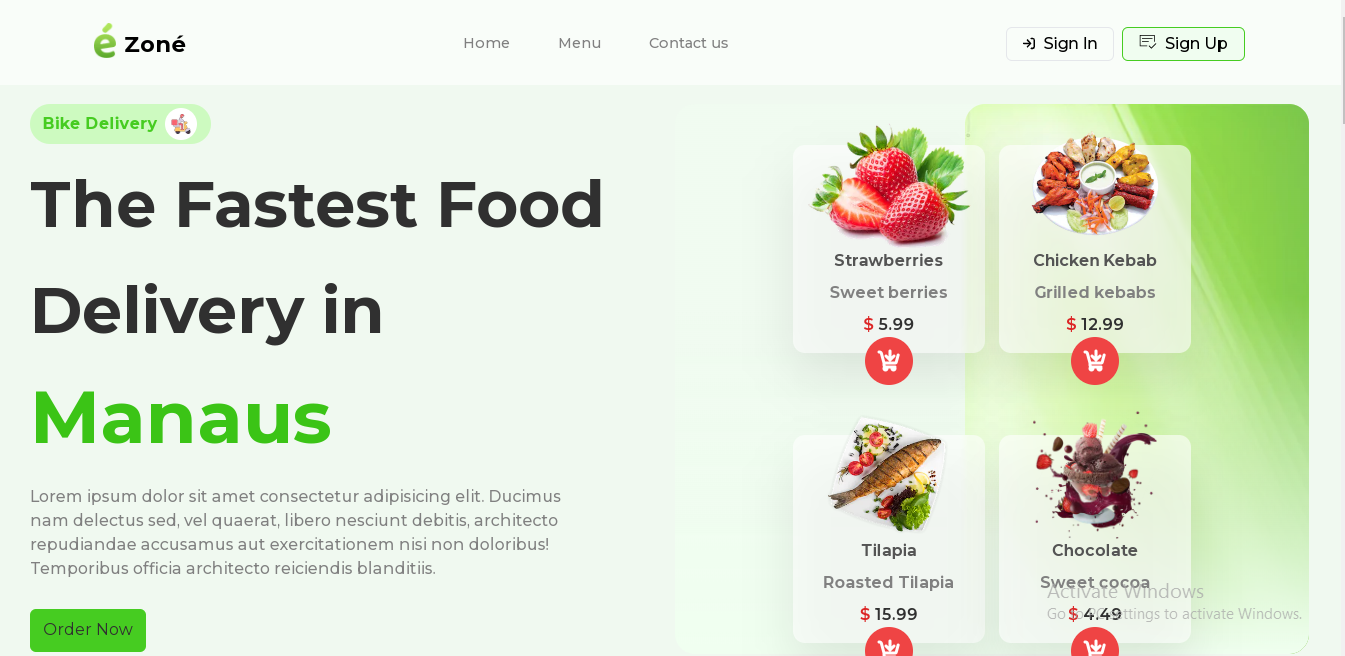 é Zoné
Home
Menu
Contact us
Sign In
Sign Up
Bike Delivery
The Fastest Food
Delivery in
Manaus
Lorem ipsum dolor sit amet consectetur adipisicing elit. Ducimus
nam delectus sed, vel quaerat, libero nesciunt debitis, architecto
repudiandae accusamus aut exercitationem nisi non doloribus!
Temporibus officia architecto reiciendis blanditiis.
Order Now
Strawberries
Sweet berries
$ 5.99
Chicken Kebab
Grilled kebabs
$ 12.99
Tilapia
Roasted Tilapia
$ 15.99
Chocolate
Sweet cocoa
$ 4.49
Activate Windows
Go to PC settings to activate Windows.